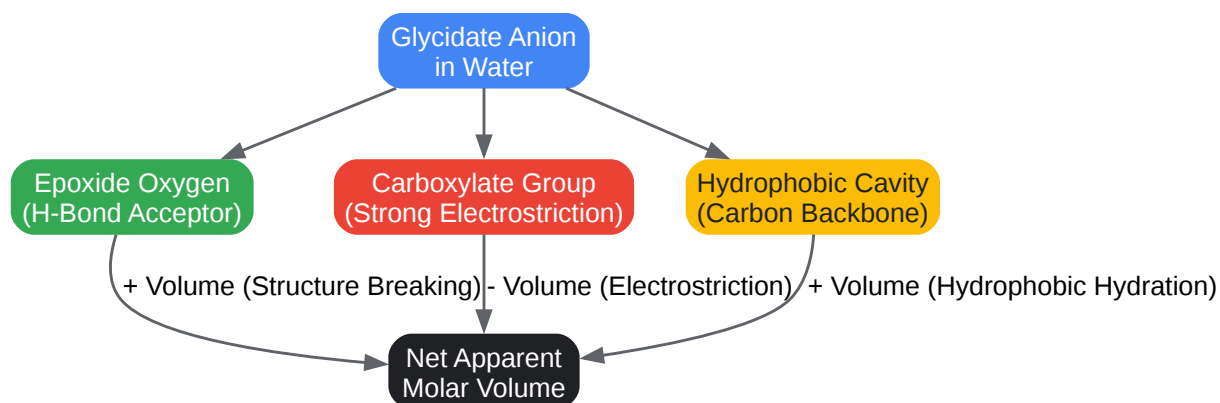 Glycidate Anion
in Water
Epoxide Oxygen
(H-Bond Acceptor)
Carboxylate Group
(Strong Electrostriction)
Hydrophobic Cavity
(Carbon Backbone)
+ Volume (Structure Breaking)
- Volume (Electrostriction)
+ Volume (Hydrophobic Hydration)
Net Apparent
Molar Volume